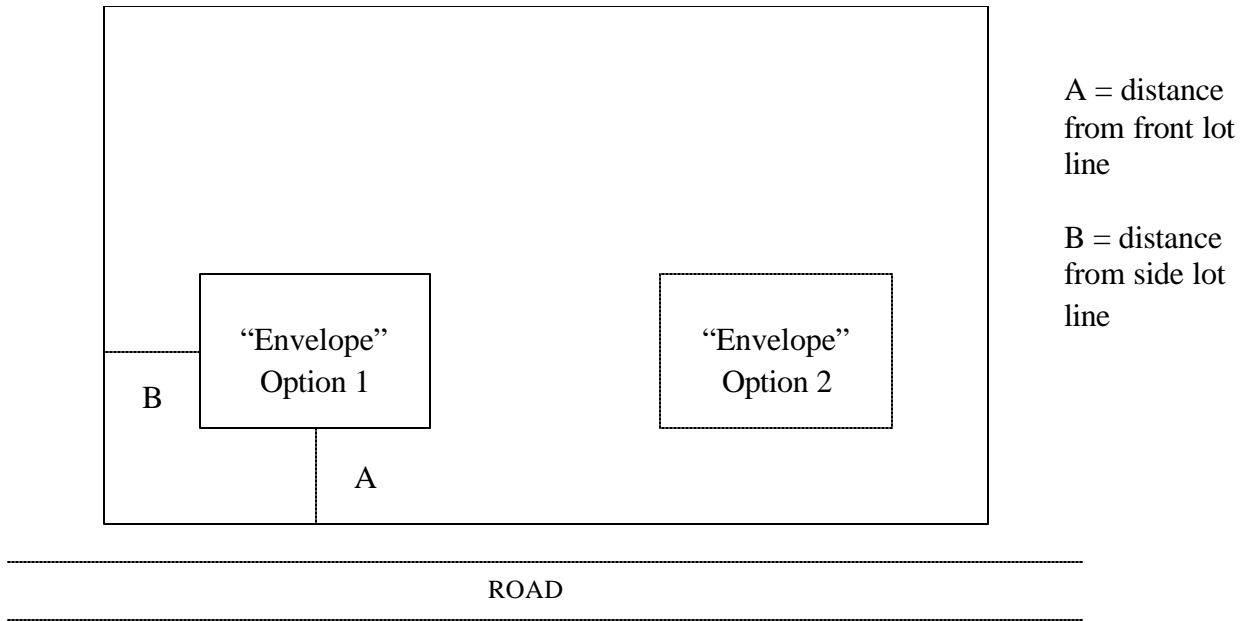 A = distance
from front lot
line
B = distance
from side lot
line
“Envelope”
Option 1
“Envelope”
Option 2
B
A
ROAD